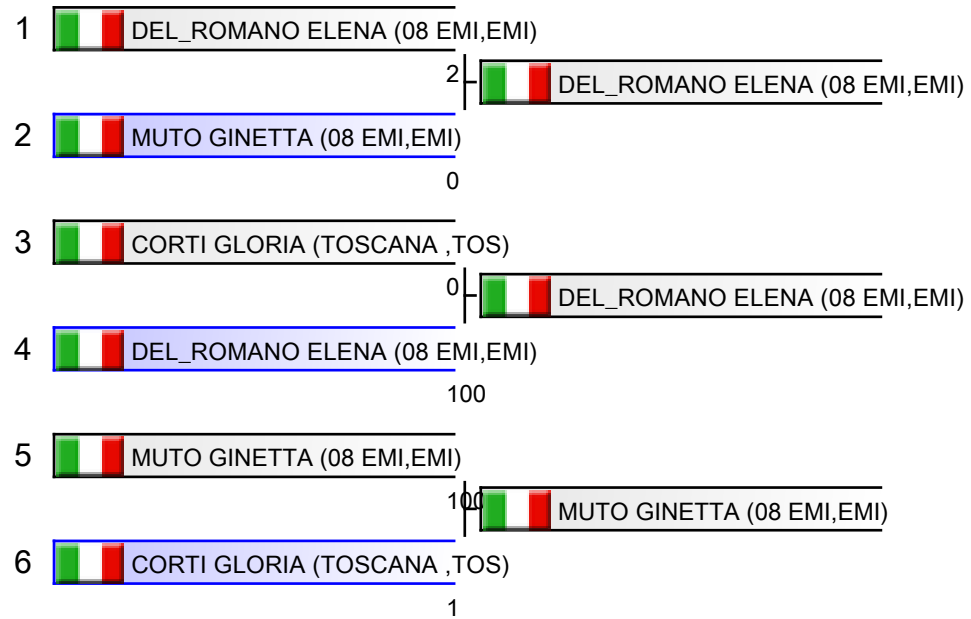 1 DEL_ROMANO ELENA (08 EMI,EMI)
2 DEL_ROMANO ELENA (08 EMI,EMI)
2 MUTO GINETTA (08 EMI,EMI)
0
3 CORTI GLORIA (TOSCANA ,TOS)
0 DEL_ROMANO ELENA (08 EMI,EMI)
4 DEL_ROMANO ELENA (08 EMI,EMI)
100
5 MUTO GINETTA (08 EMI,EMI)
100 MUTO GINETTA (08 EMI,EMI)
6 CORTI GLORIA (TOSCANA ,TOS)
1